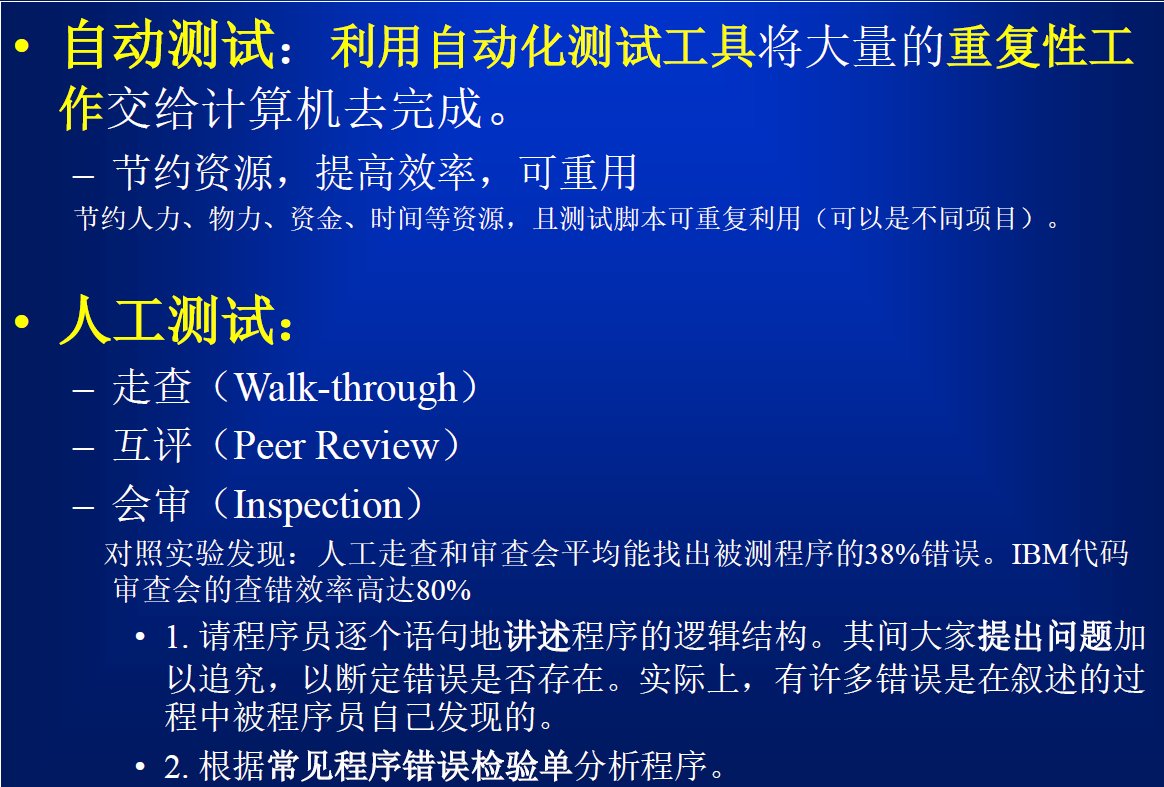 • 自动测试：利用自动化测试工具将大量的重复性工
作交给计算机去完成。
– 节约资源，提高效率，可重用
节约人力、物力、资金、时间等资源，且测试脚本可重复利用（可以是不同项目）。
• 人工测试：
– 走查（Walk-through）
– 互评（Peer Review）
– 会审（Inspection）
对照实验发现：人工走查和审查会平均能找出被测程序的38%错误。IBM代码
审查会的查错效率高达80%
• 1. 请程序员逐个语句地讲述程序的逻辑结构。其间大家提出问题加
以追究，以断定错误是否存在。实际上，有许多错误是在叙述的过
程中被程序员自己发现的。
• 2. 根据常见程序错误检验单分析程序。